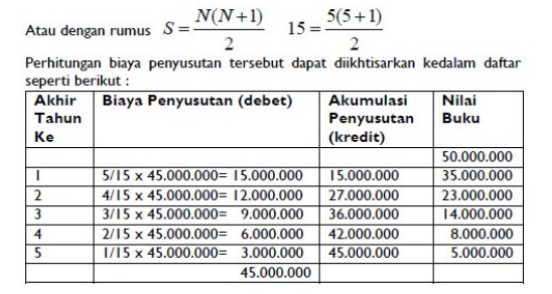 Atau dengan rumus S = N(N+1)/2 15 = 5(5+1)/2
Perhitungan biaya penyusutan tersebut dapat diikhtisarkan kedalam daftar
seperti berikut :
Akhir Tahun Ke | Biaya Penyusutan (debet) | Akumulasi Penyusutan (kredit) | Nilai Buku
50.000.000
1 | 5/15 x 45.000.000= 15.000.000 | 15.000.000 | 35.000.000
2 | 4/15 x 45.000.000= 12.000.000 | 27.000.000 | 23.000.000
3 | 3/15 x 45.000.000= 9.000.000 | 36.000.000 | 14.000.000
4 | 2/15 x 45.000.000= 6.000.000 | 42.000.000 | 8.000.000
5 | 1/15 x 45.000.000= 3.000.000 | 45.000.000 | 5.000.000
45.000.000